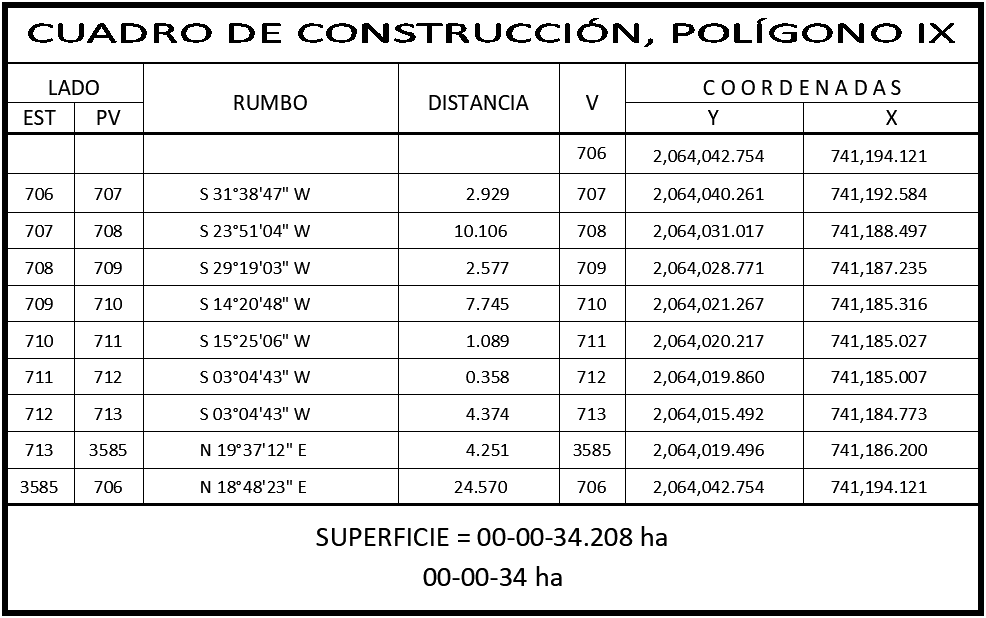 CUADRO DE CONSTRUCCIÓN, POLÍGONO IX
LADO RUMBO DISTANCIA V C O O R D E N A D A S
EST PV Y X
706 2,064,042.754 741,194.121
706 707 S 31°38'47" W 2.929 707 2,064,040.261 741,192.584
707 708 S 23°51'04" W 10.106 708 2,064,031.017 741,188.497
708 709 S 29°19'03" W 2.577 709 2,064,028.771 741,187.235
709 710 S 14°20'48" W 7.745 710 2,064,021.267 741,185.316
710 711 S 15°25'06" W 1.089 711 2,064,020.217 741,185.027
711 712 S 03°04'43" W 0.358 712 2,064,019.860 741,185.007
712 713 S 03°04'43" W 4.374 713 2,064,015.492 741,184.773
713 3585 N 19°37'12" E 4.251 3585 2,064,019.496 741,186.200
3585 706 N 18°48'23" E 24.570 706 2,064,042.754 741,194.121
SUPERFICIE = 00-00-34.208 ha
00-00-34 ha